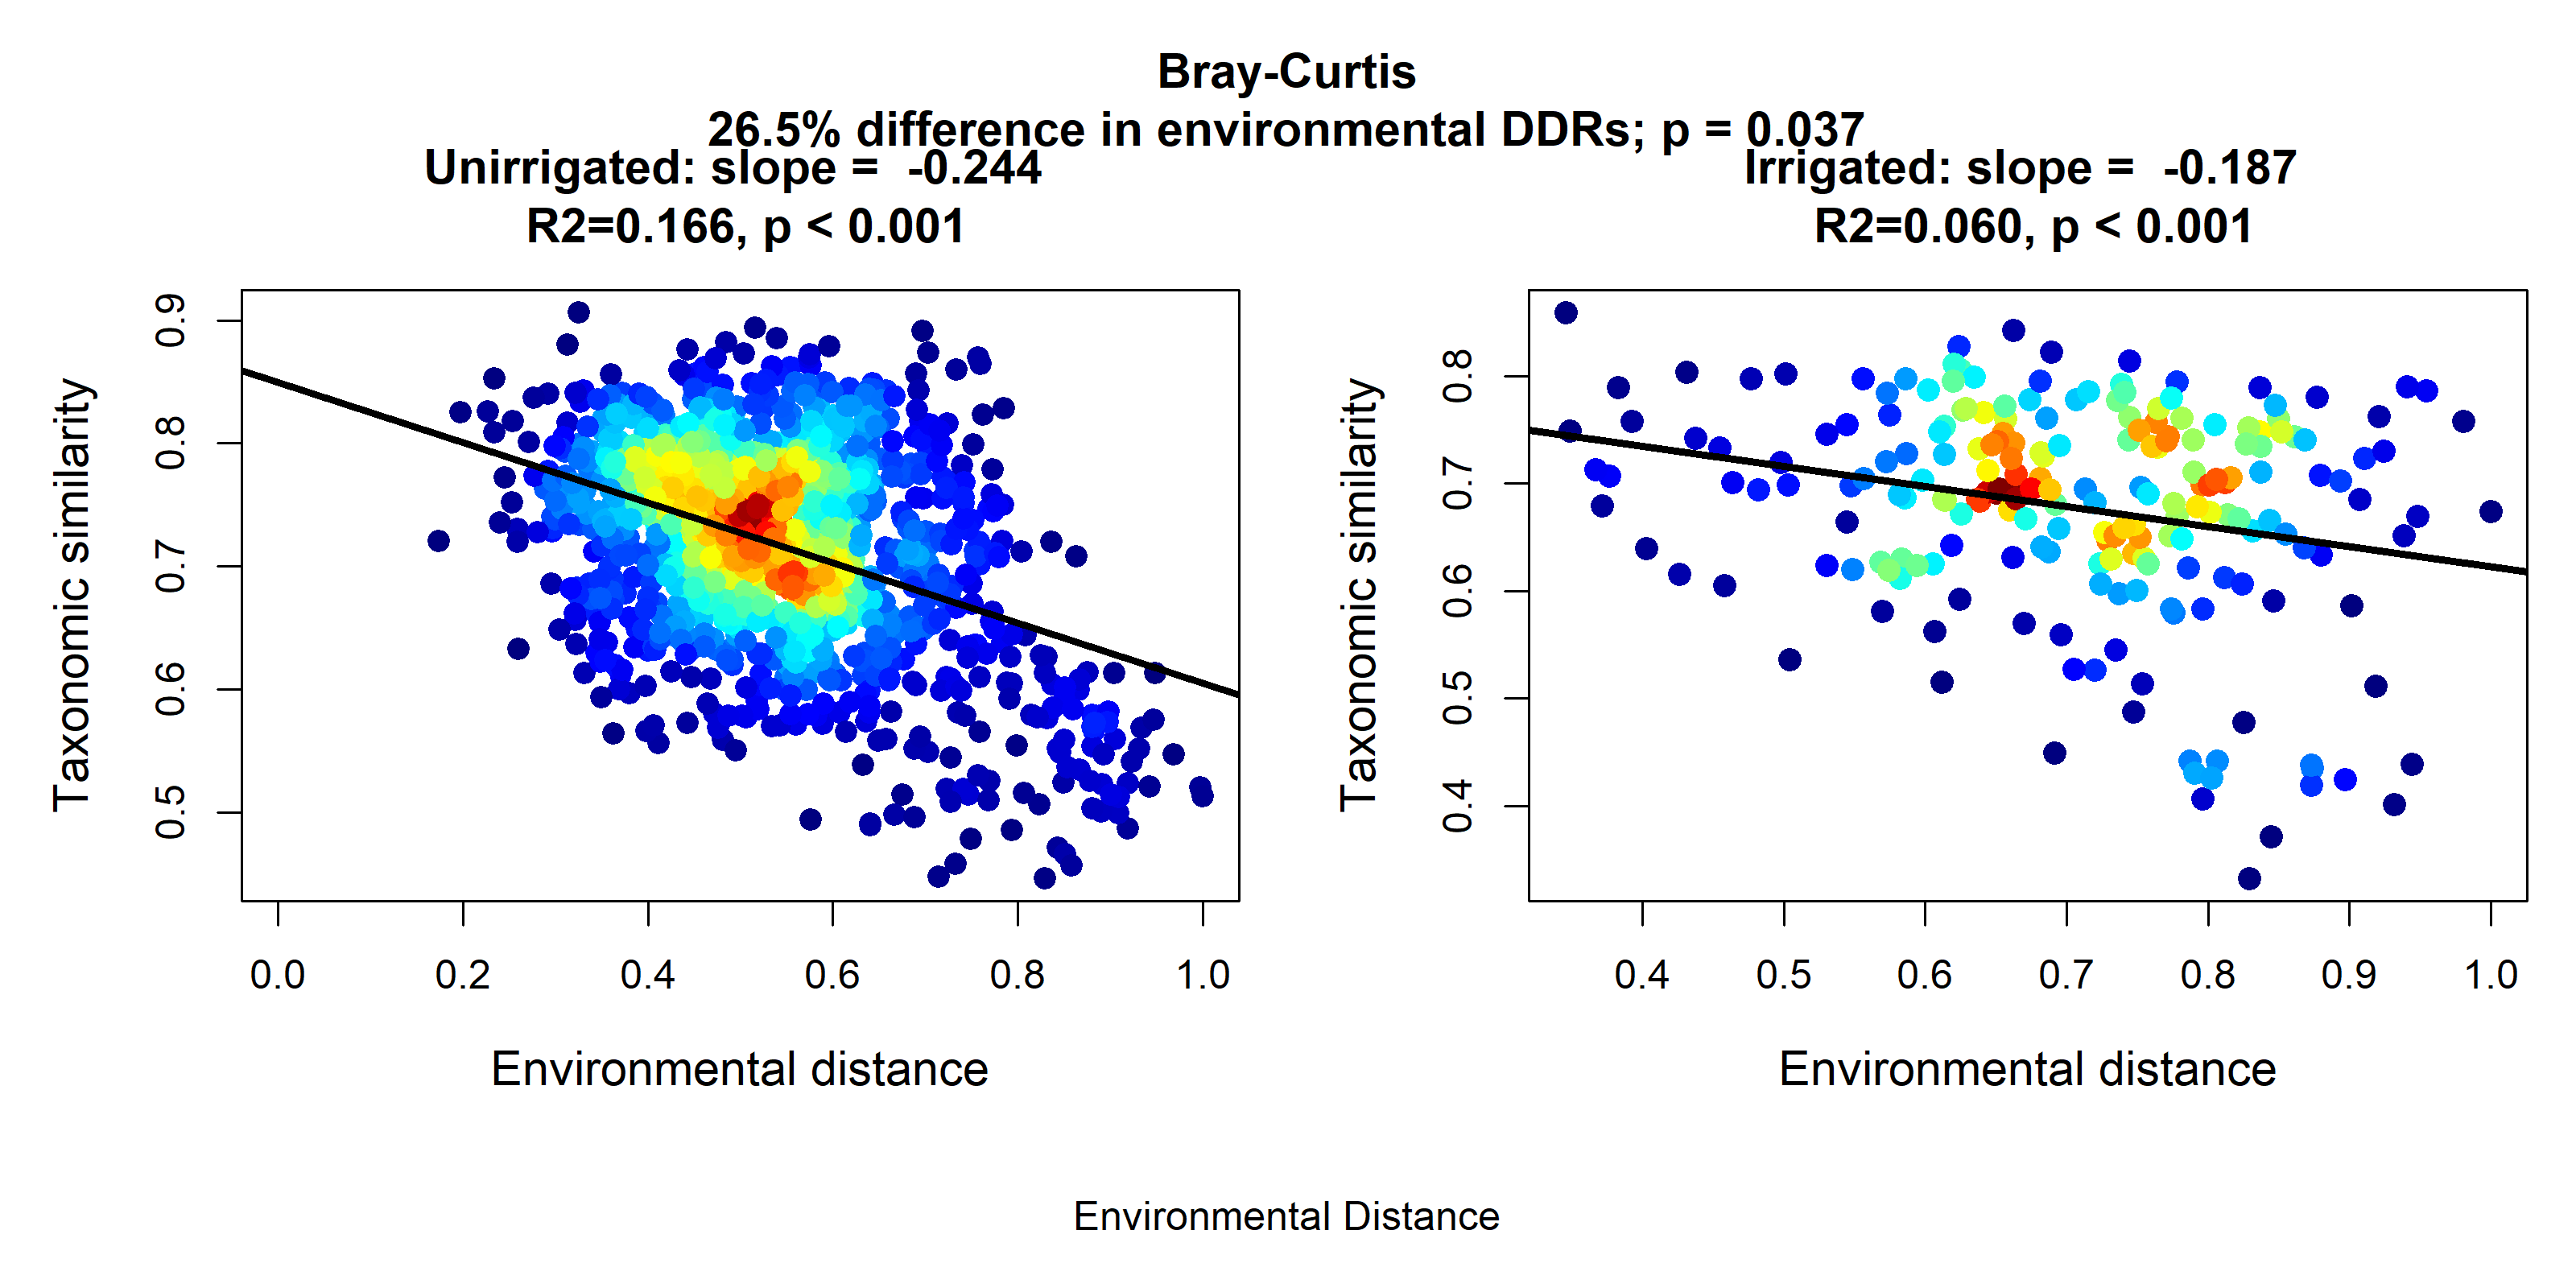 Bray-Curtis
26.5% difference in environmental DDRs; p = 0.037
Unirrigated: slope =  -0.244
R2=0.166, p < 0.001
Irrigated: slope =  -0.187
R2=0.060, p < 0.001
Taxonomic similarity
0.9
0.8
0.7
0.6
0.5
0.0 0.2 0.4 0.6 0.8 1.0
Environmental distance
Taxonomic similarity
0.8
0.7
0.6
0.5
0.4
0.4 0.5 0.6 0.7 0.8 0.9 1.0
Environmental distance
Environmental Distance